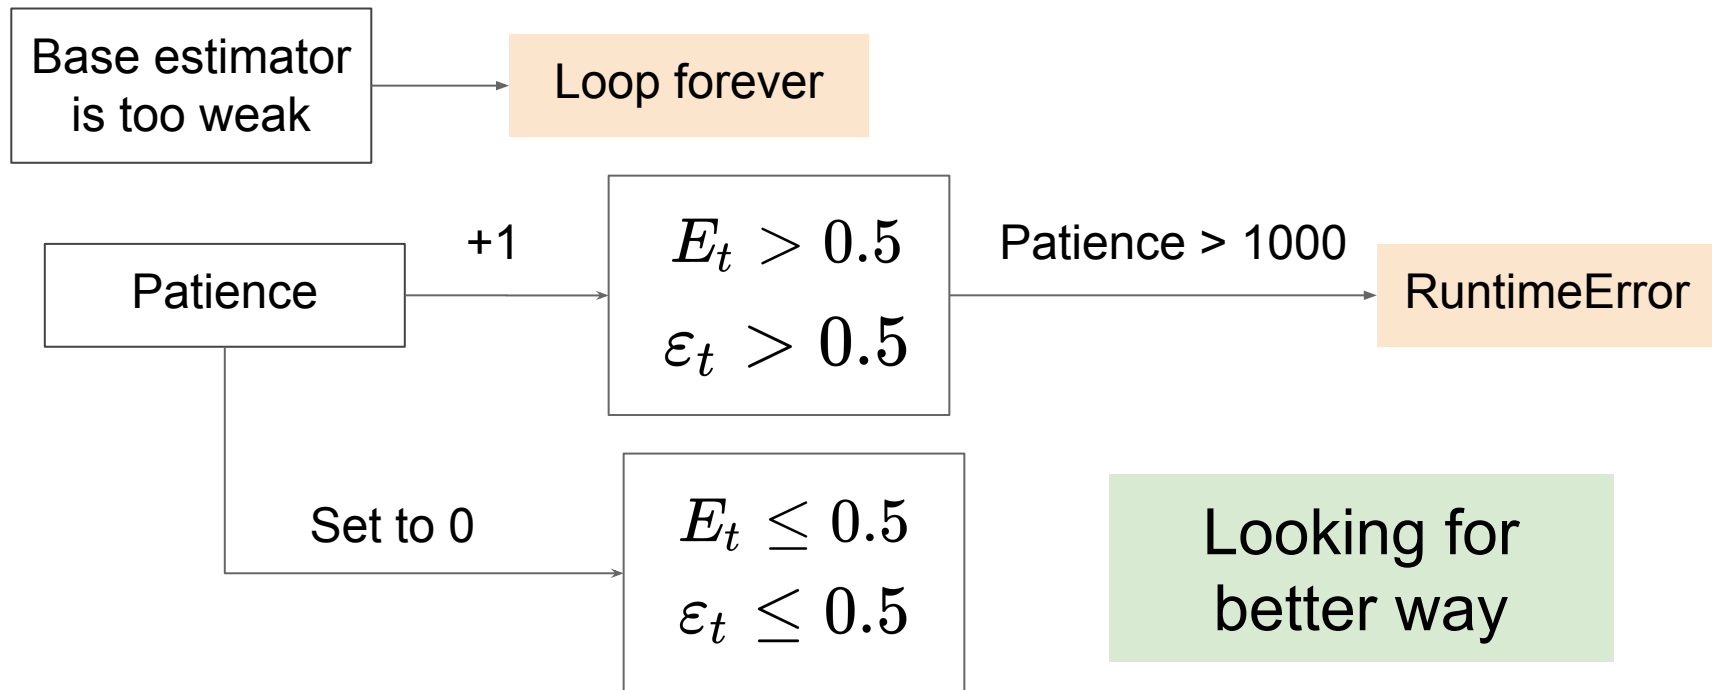 Base estimator
is too weak
Loop forever
Patience
+1
E_t > 0.5
ε_t > 0.5
Patience > 1000
RuntimeError
Set to 0
E_t ≤ 0.5
ε_t ≤ 0.5
Looking for
better way